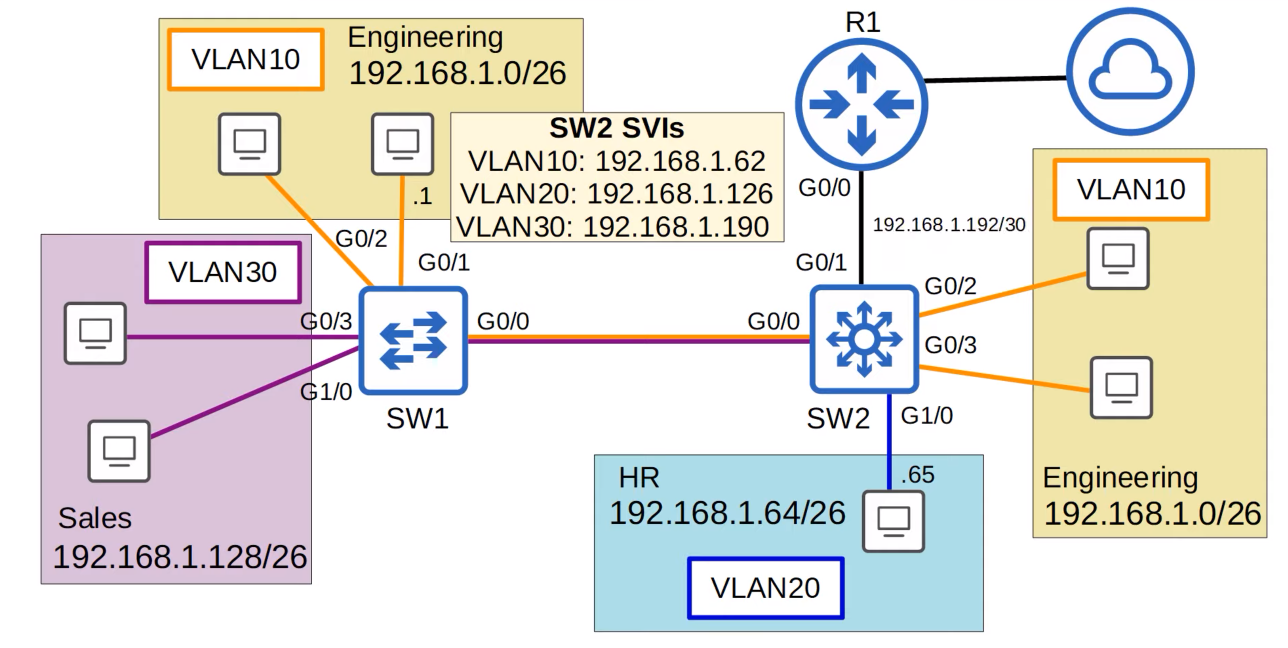 VLAN10
Engineering
192.168.1.0/26
.1
SW2 SVIs
VLAN10: 192.168.1.62
VLAN20: 192.168.1.126
VLAN30: 192.168.1.190
R1
G0/0
192.168.1.192/30
G0/1
VLAN10
Engineering
192.168.1.0/26
VLAN30
Sales
192.168.1.128/26
G0/2
G0/1
G0/3
G1/0
G0/0
SW1
G0/0
G0/2
G0/3
SW2
G1/0
HR
.65
192.168.1.64/26
VLAN20